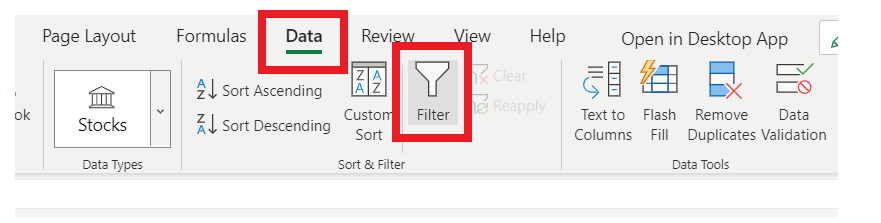 Page Layout Formulas Data Review View Help Open in Desktop App
ok
Stocks
Data Types
Sort Ascending
Sort Descending
Custom
Sort
Filter
Clear
Reapply
Sort & Filter
Text to
Columns
Flash
Fill
Remove
Duplicates
Data
Validation
Data Tools